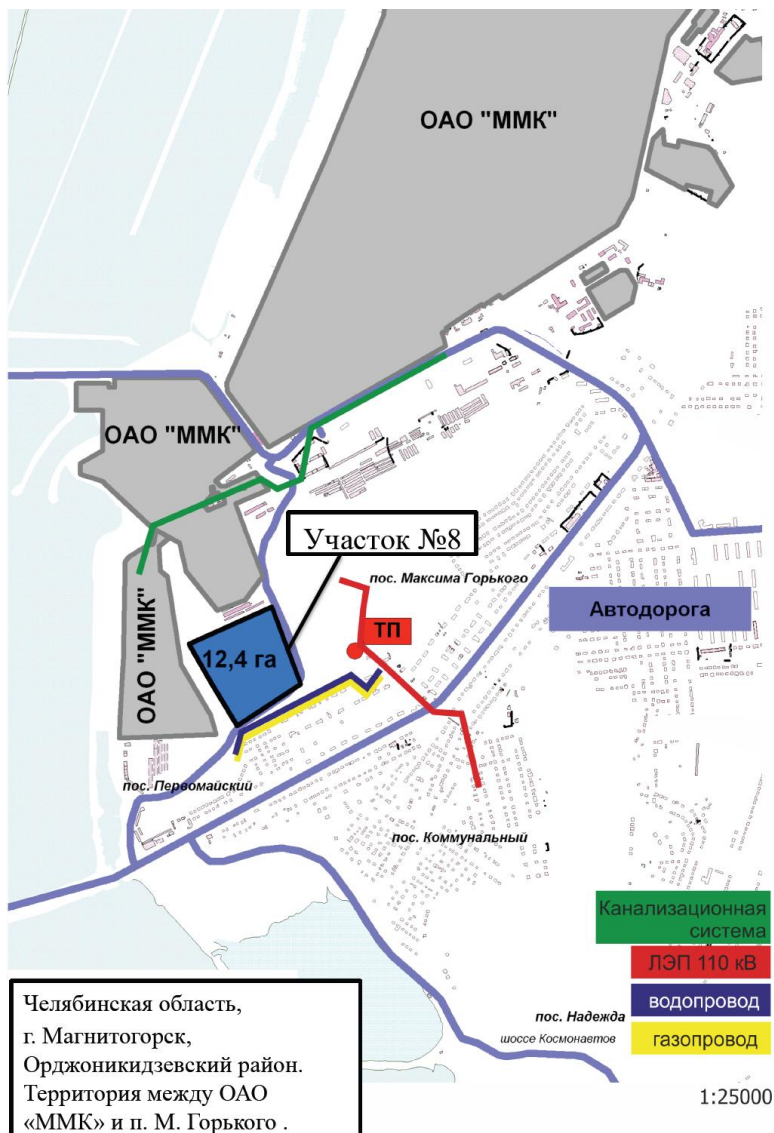 ОАО "ММК"
ОАО "ММК"
Участок №8
пос. Максима Горького
ТП
Автодорога
12,4 га
ОАО "ММК"
пос. Первомайский
пос. Коммунальный
Канализационная
система
ЛЭП 110 кВ
водопровод
газопровод
пос. Надежда
шоссе Космонавтов
Челябинская область,
г. Магнитогорск,
Орджоникидзевский район.
Территория между ОАО
«ММК» и п. М. Горького .
1:25000